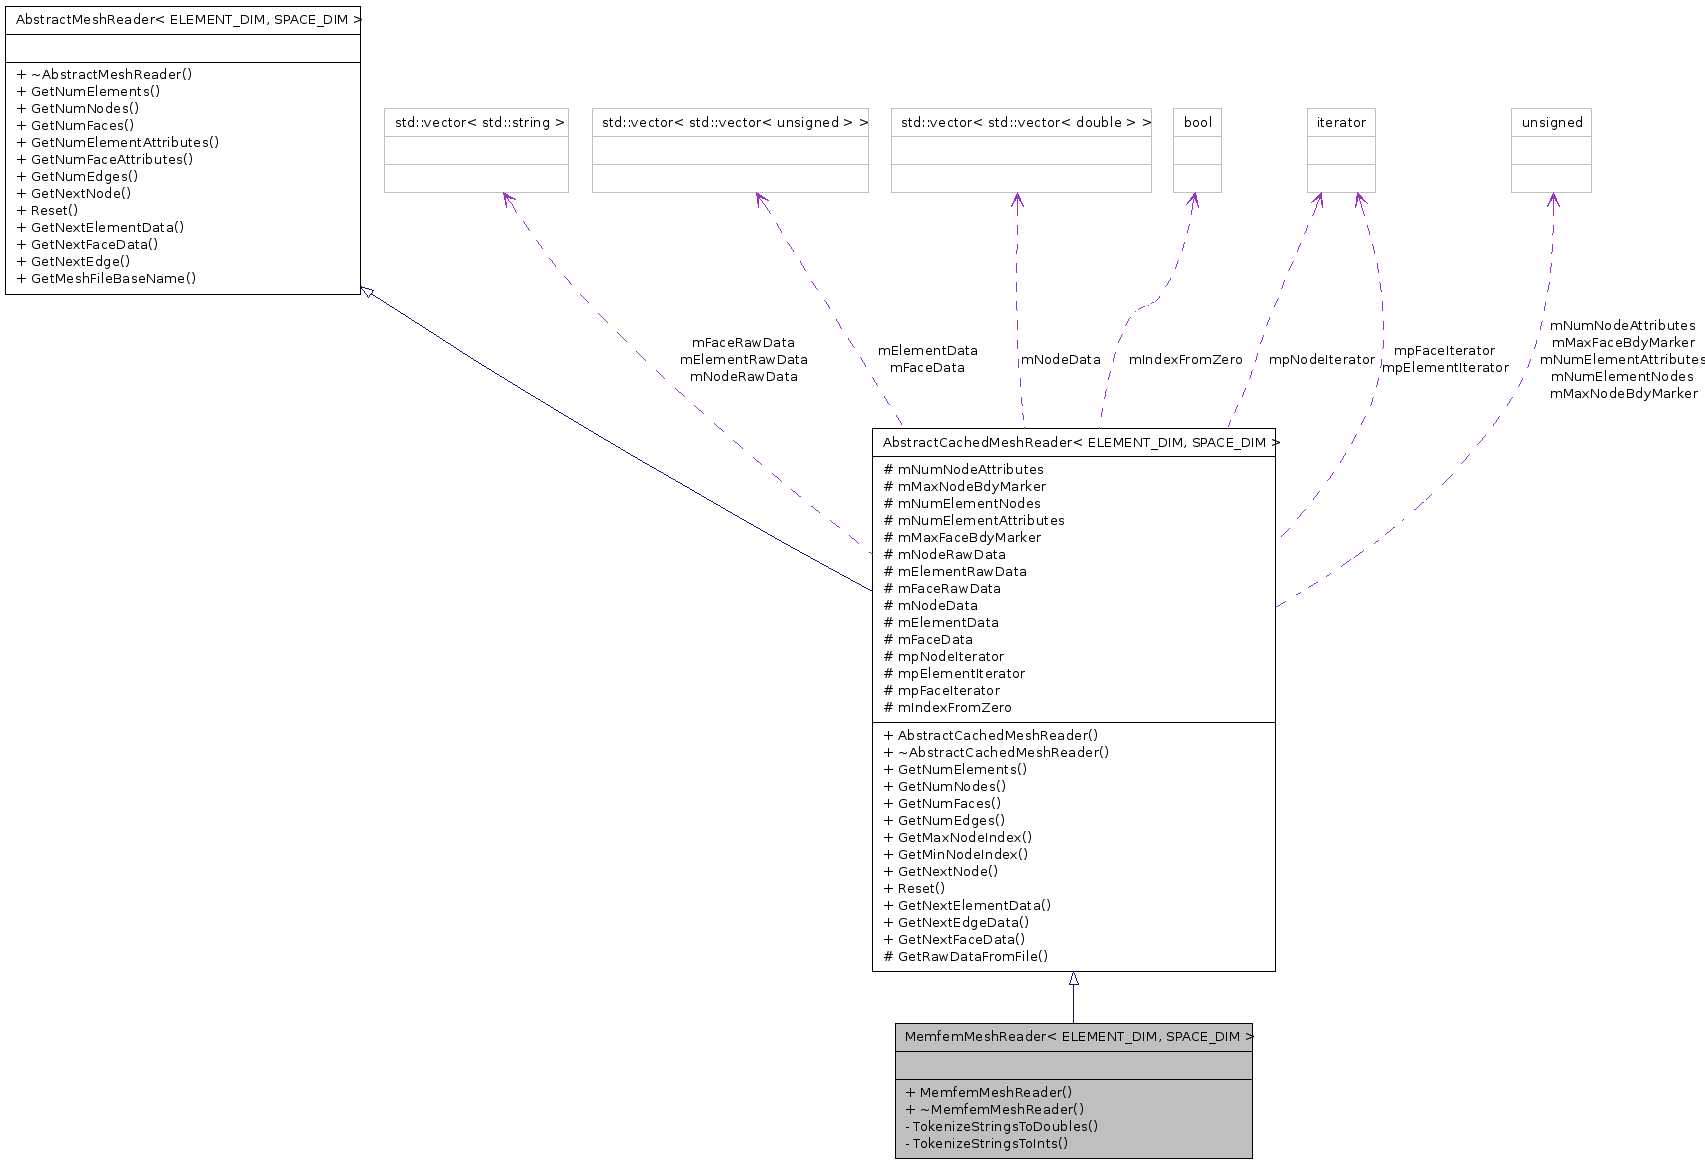 AbstractMeshReader< ELEMENT_DIM, SPACE_DIM >
+ ~AbstractMeshReader()
+ GetNumElements()
+ GetNumNodes()
+ GetNumFaces()
+ GetNumElementAttributes()
+ GetNumFaceAttributes()
+ GetNumEdges()
+ GetNextNode()
+ Reset()
+ GetNextElementData()
+ GetNextFaceData()
+ GetNextEdge()
+ GetMeshFileBaseName()
std::vector< std::string >
std::vector< std::vector< unsigned > >
std::vector< std::vector< double > >
bool
iterator
unsigned
mFaceRawData
mElementRawData
mNodeRawData
mElementData
mFaceData
mNodeData
mIndexFromZero
mpNodeIterator
mpFaceIterator
mpElementIterator
mNumNodeAttributes
mMaxFaceBdyMarker
mNumElementAttributes
mNumElementNodes
mMaxNodeBdyMarker
AbstractCachedMeshReader< ELEMENT_DIM, SPACE_DIM >
# mNumNodeAttributes
# mMaxNodeBdyMarker
# mNumElementNodes
# mNumElementAttributes
# mMaxFaceBdyMarker
# mNodeRawData
# mElementRawData
# mFaceRawData
# mNodeData
# mElementData
# mFaceData
# mpNodeIterator
# mpElementIterator
# mpFaceIterator
# mIndexFromZero
+ AbstractCachedMeshReader()
+ ~AbstractCachedMeshReader()
+ GetNumElements()
+ GetNumNodes()
+ GetNumFaces()
+ GetNumEdges()
+ GetMaxNodeIndex()
+ GetMinNodeIndex()
+ GetNextNode()
+ Reset()
+ GetNextElementData()
+ GetNextEdgeData()
+ GetNextFaceData()
# GetRawDataFromFile()
MemfemMeshReader< ELEMENT_DIM, SPACE_DIM >
+ MemfemMeshReader()
+ ~MemfemMeshReader()
- TokenizeStringsToDoubles()
- TokenizeStringsToInts()